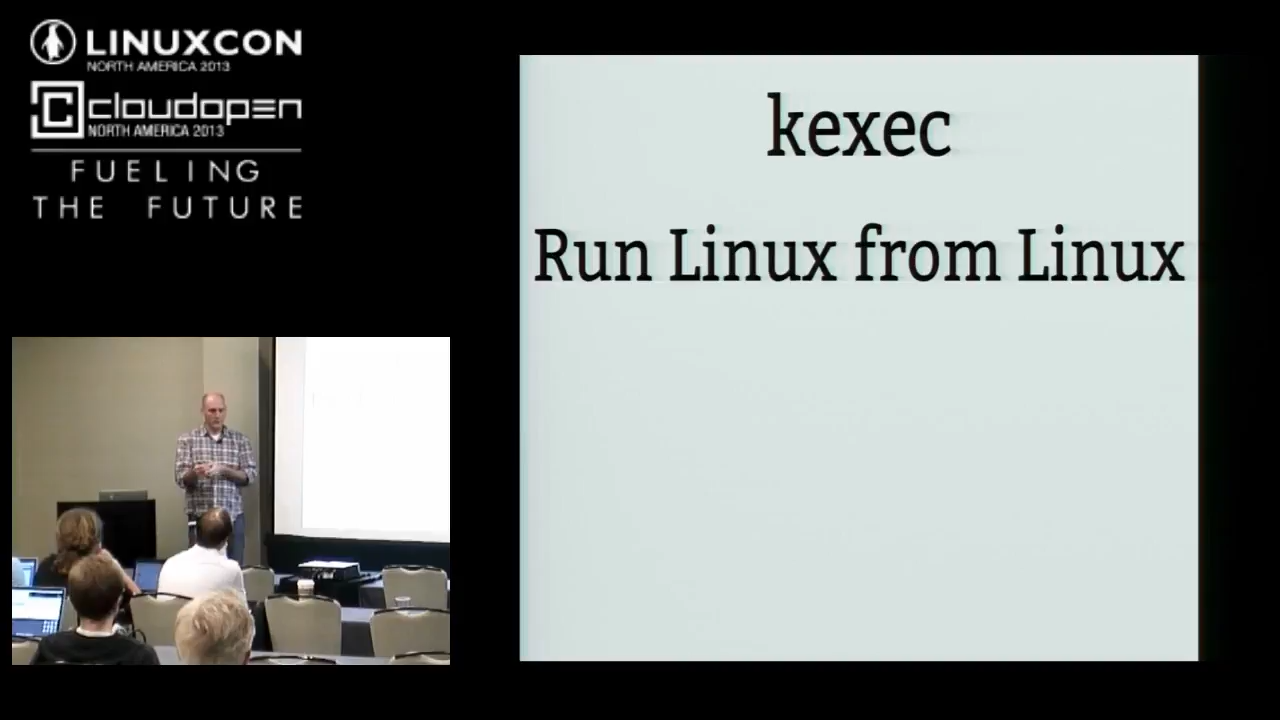 LINUXCON
NORTH AMERICA 2013
cloudopen
NORTH AMERICA 2013
FUELING
THE FUTURE
kexec
Run Linux from Linux